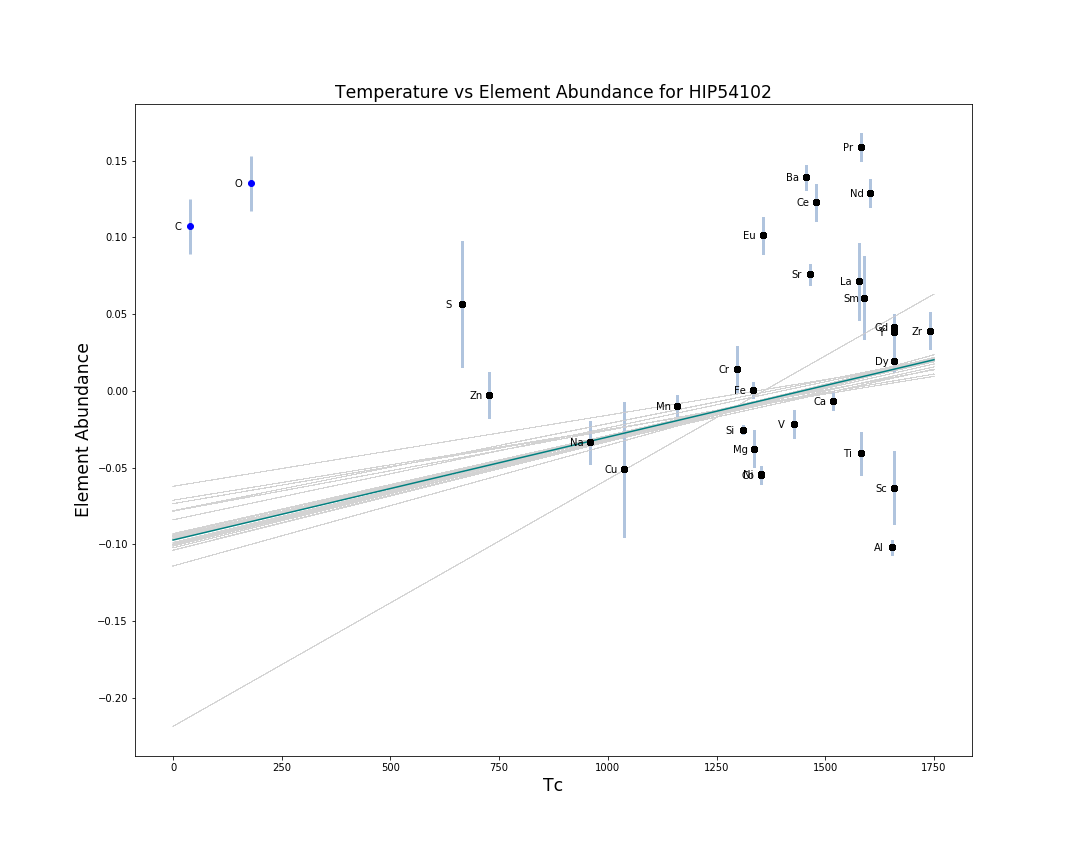 Temperature vs Element Abundance for HIP54102
Element Abundance
0.15
0.10
0.05
0.00
−0.05
−0.10
−0.15
−0.20
Pr
Ba
O
Nd
Ce
C
Eu
Sr
La
Sm
S
Gd
Zr
Dy
Cr
Fe
Zn
Ca
Mn
V
Si
Na
Mg
Ti
Cu
Ni
Sc
Al
0
250
500
750
1000
1250
1500
1750
Tc